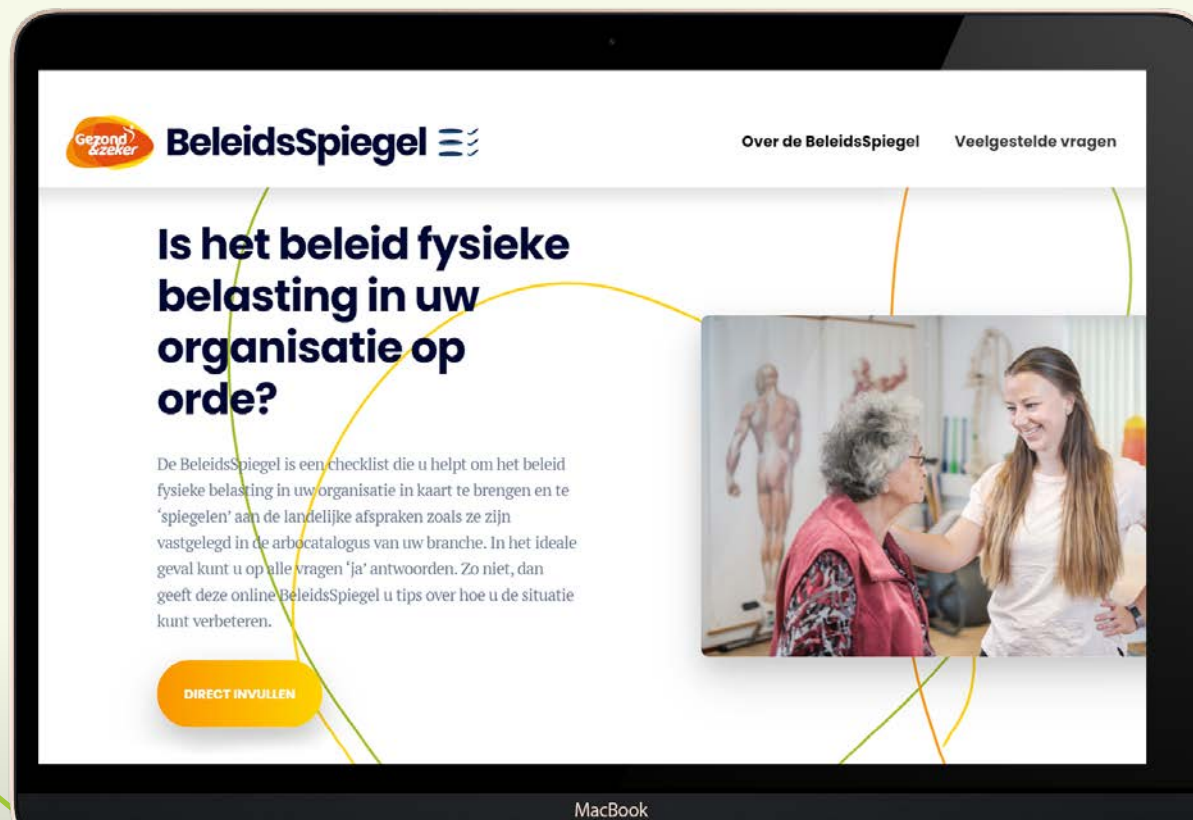 Gezond
&zeker
BeleidsSpiegel
Over de BeleidsSpiegel
Veelgestelde vragen
Is het beleid fysieke
belasting in uw
organisatie op
orde?
De BeleidsSpiegel is een checklist die u helpt om het beleid
fysieke belasting in uw organisatie in kaart te brengen en te
‘spiegelen’ aan de landelijke afspraken zoals ze zijn
vastgelegd in de arbocatalogus van uw branche. In het ideale
geval kunt u op alle vragen ‘ja’ antwoorden. Zo niet, dan
geeft deze online BeleidsSpiegel u tips over hoe u de situatie
kunt verbeteren.
DIRECT INVULLEN
MacBook